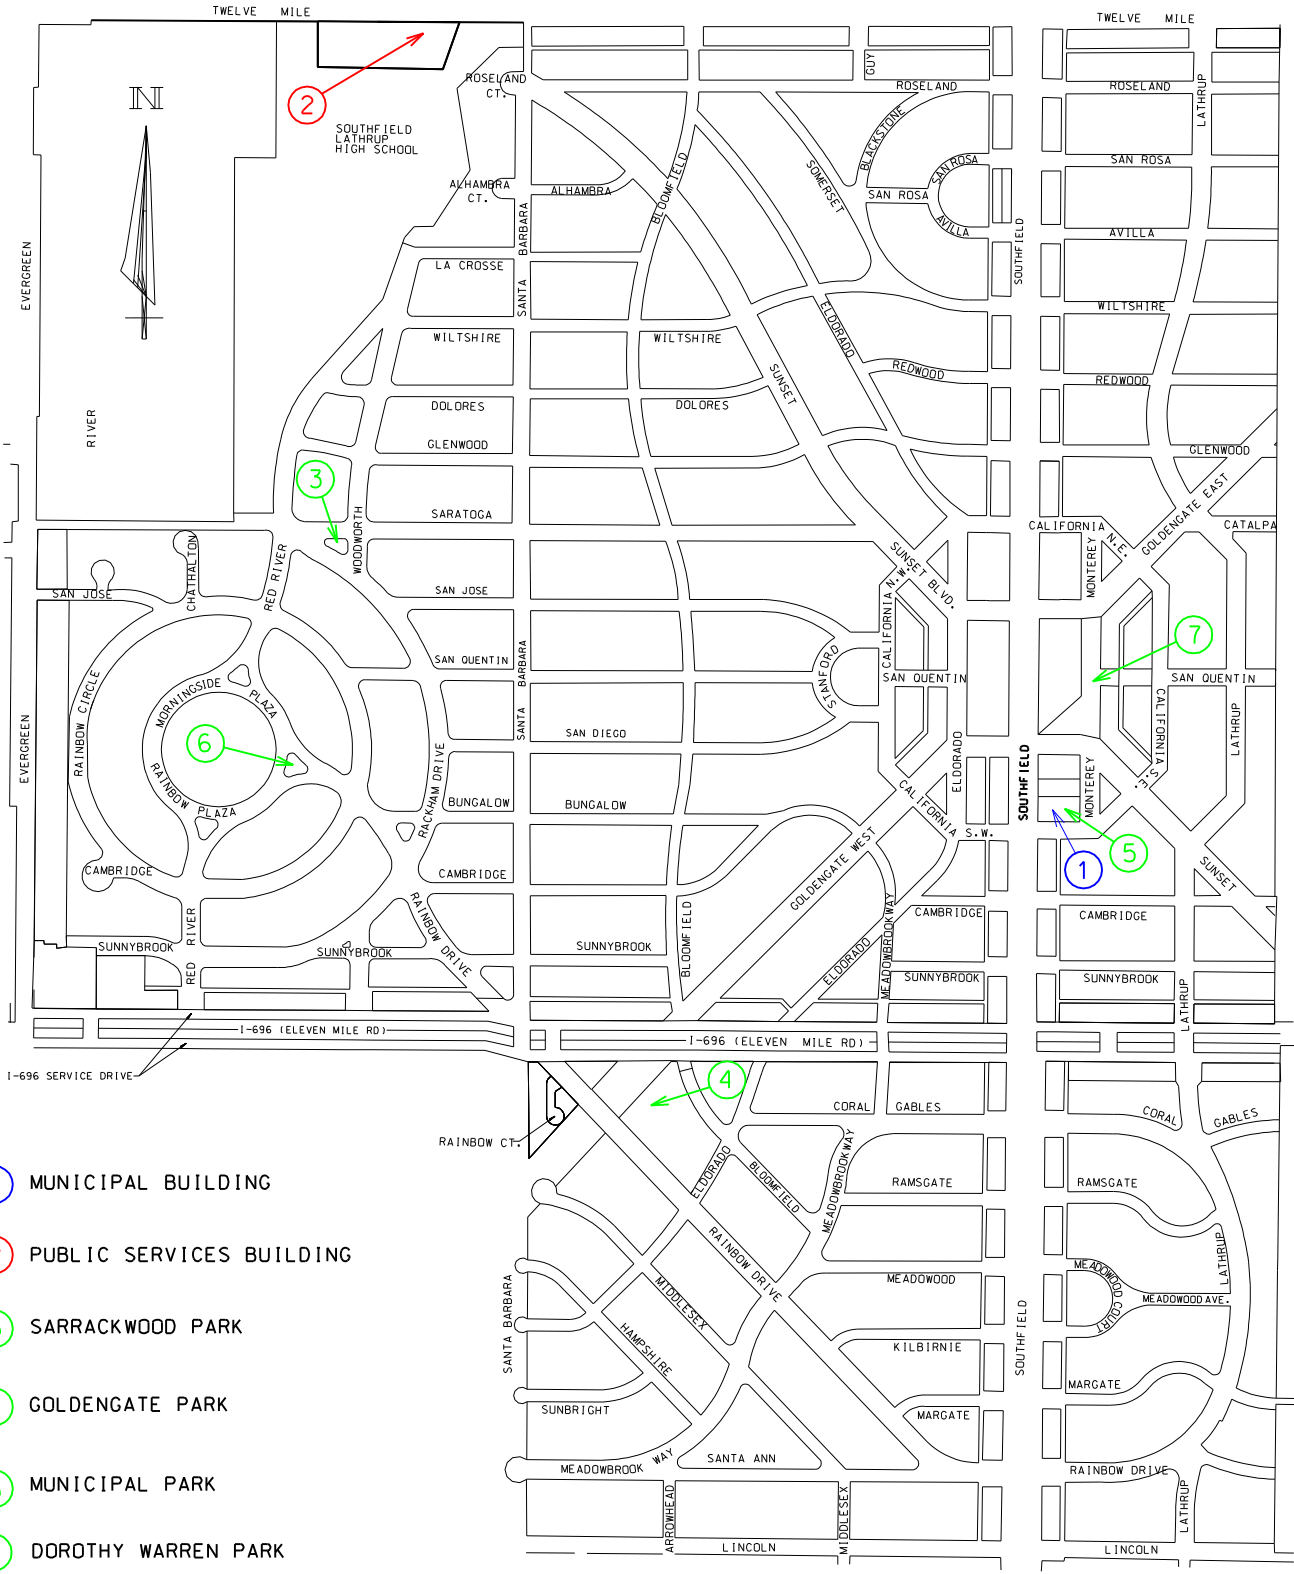 TWELVE MILE
TWELVE MILE
2
N
ROSELAND
CT.
GUY
ROSELAND
ROSELAND
LATHRUP
SOUTHFIELD
LATHRUP
HIGH SCHOOL
BLACKSTONE
SAN ROSA
SAN ROSA
SAN ROSA
SOMERSET
ALHAMBRA
CT.
ALHAMBRA
BLOOMFIELD
AVILLA
AVILLA
EVERGREEN
SANTA BARBARA
SOUTHFIELD
LA CROSSE
WILTSHIRE
WILTSHIRE
WILTSHIRE
ELDORADO
SUNSET
REDWOOD
REDWOOD
RIVER
DOLORES
DOLORES
GLENWOOD
GLENWOOD
3
SARATOGA
GOLDENGATE EAST
WOODWORTH
CALIFORNIA N.E.
CATALPA
CHATHALTON
RED RIVER
SUNSET BLVD.
MONTEREY
SAN JOSE
SAN JOSE
CALIFORNIA N.W.
7
SAN QUENTIN
SAN QUENTIN
SAN QUENTIN
STANFORD
SANTA BARBARA
RAINBOW CIRCLE
MORNINGSIDE PLAZA
6
SAN DIEGO
CALIFORNIA S.E.
LATHRUP
EVERGREEN
RAINBOW PLAZA
RACKHAM DRIVE
ELDORADO
SOUTHFIELD
MONTEREY
BUNGALOW
BUNGALOW
CALIFORNIA S.W.
GOLDENGATE WEST
1
5
CAMBRIDGE
CAMBRIDGE
SUNSET
RAINBOW DRIVE
CAMBRIDGE
CAMBRIDGE
RED RIVER
SUNNYBROOK
SUNNYBROOK
SUNNYBROOK
BLOOMFIELD
ELDORADO
MEADOWBROOKWAY
SUNNYBROOK
SUNNYBROOK
LATHRUP
I-696 (ELEVEN MILE RD)
I-696 (ELEVEN MILE RD)
I-696 SERVICE DRIVE
4
CORAL GABLES
CORAL GABLES
RAINBOW CT.
ELDORADO
BLOOMFIELD
MEADOWBROOKWAY
RAMSGATE
RAMSGATE
MUNICIPAL BUILDING
RAINBOW DRIVE
LATHRUP
PUBLIC SERVICES BUILDING
MEADOWOOD
MEADOWOOD COURT
MEADOWOOD AVE.
SANTA BARBARA
MIDDLESEX
SARRACKWOOD PARK
HAMPSHIRE
KILBIRNIE
SOUTHFIELD
MARGATE
GOLDENGATE PARK
SUNBRIGHT
MARGATE
MEADOWBROOK WAY
SANTA ANN
RAINBOW DRIVE
MUNICIPAL PARK
ARROWHEAD
MIDDLESEX
LATHRUP
LINCOLN
LINCOLN
DOROTHY WARREN PARK